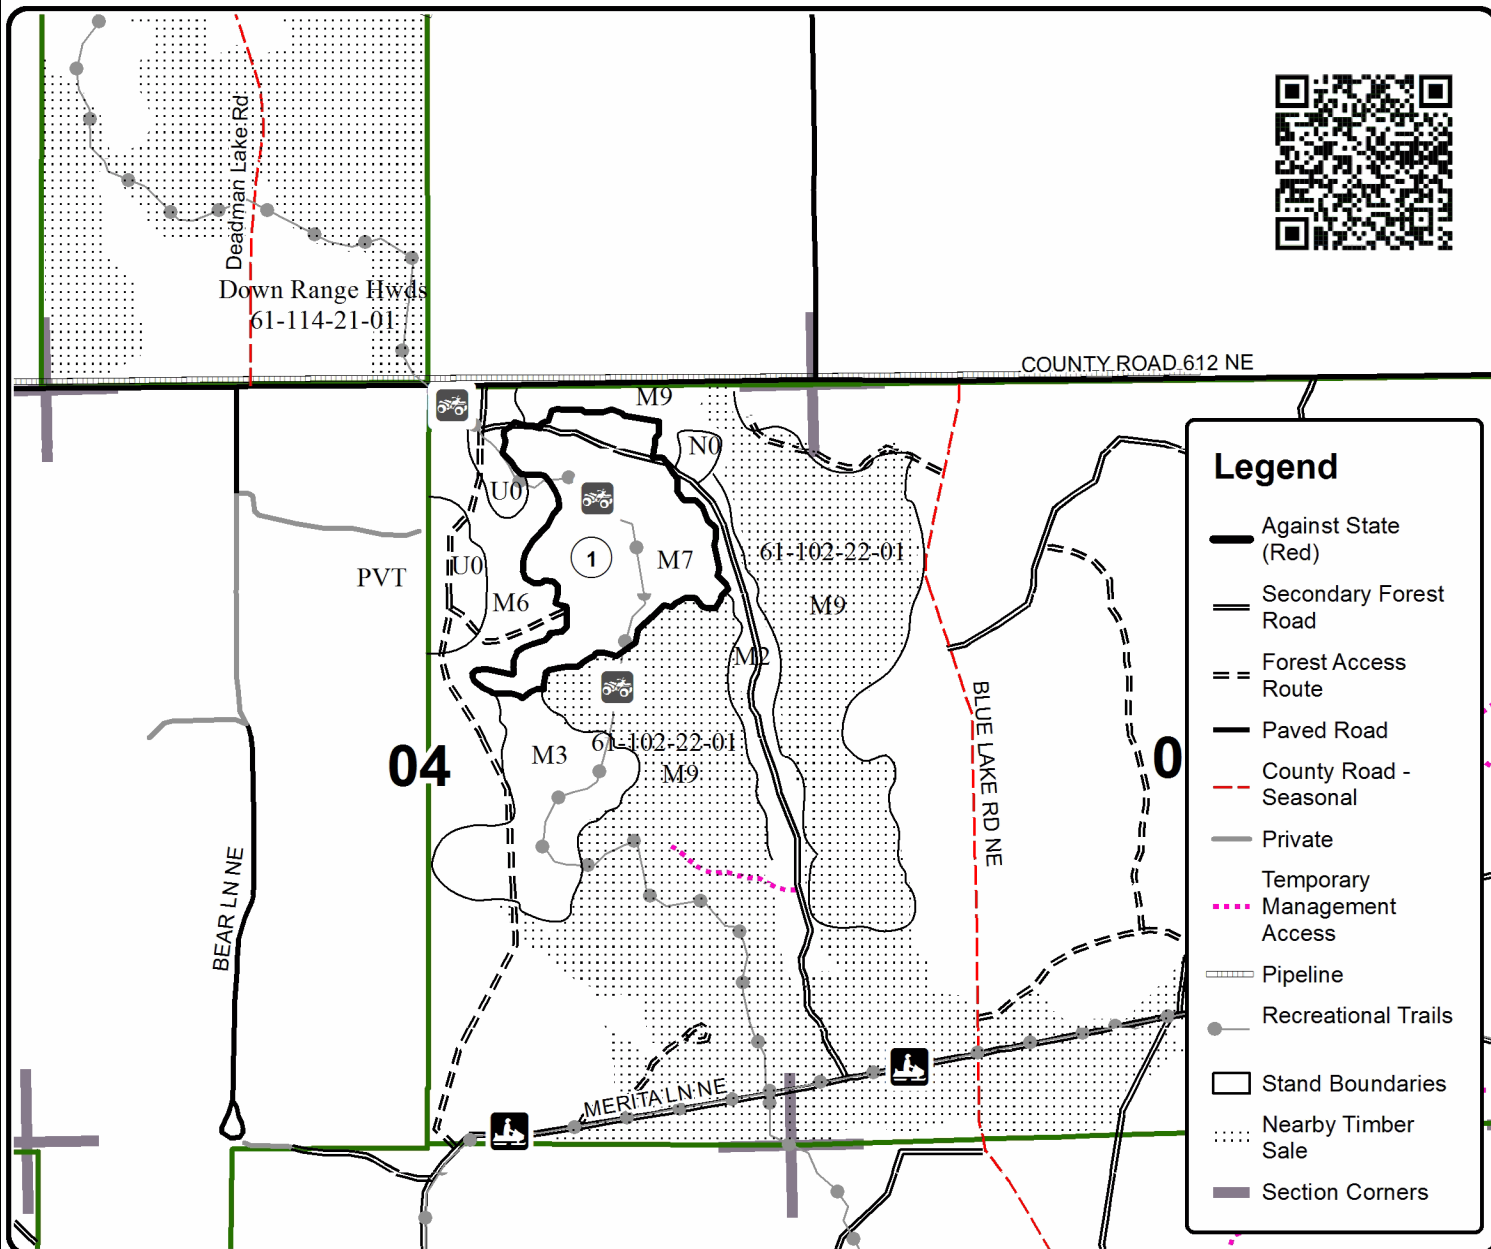 Deadman Lake Rd
Down Range Hwds
61-114-21-01
COUNTY ROAD 612 NE
M9
N0
U0
61-102-22-01
1
M7
U0
PVT
M6
M9
M2
BLUE LAKE RD NE
61-102-22-01
M3
M9
04
0
BEAR LN NE
MERITA LN NE
Legend
Against State
(Red)
Secondary Forest
Road
Forest Access
Route
Paved Road
County Road -
Seasonal
Private
Temporary
Management
Access
Pipeline
Recreational Trails
Stand Boundaries
Nearby Timber
Sale
Section Corners